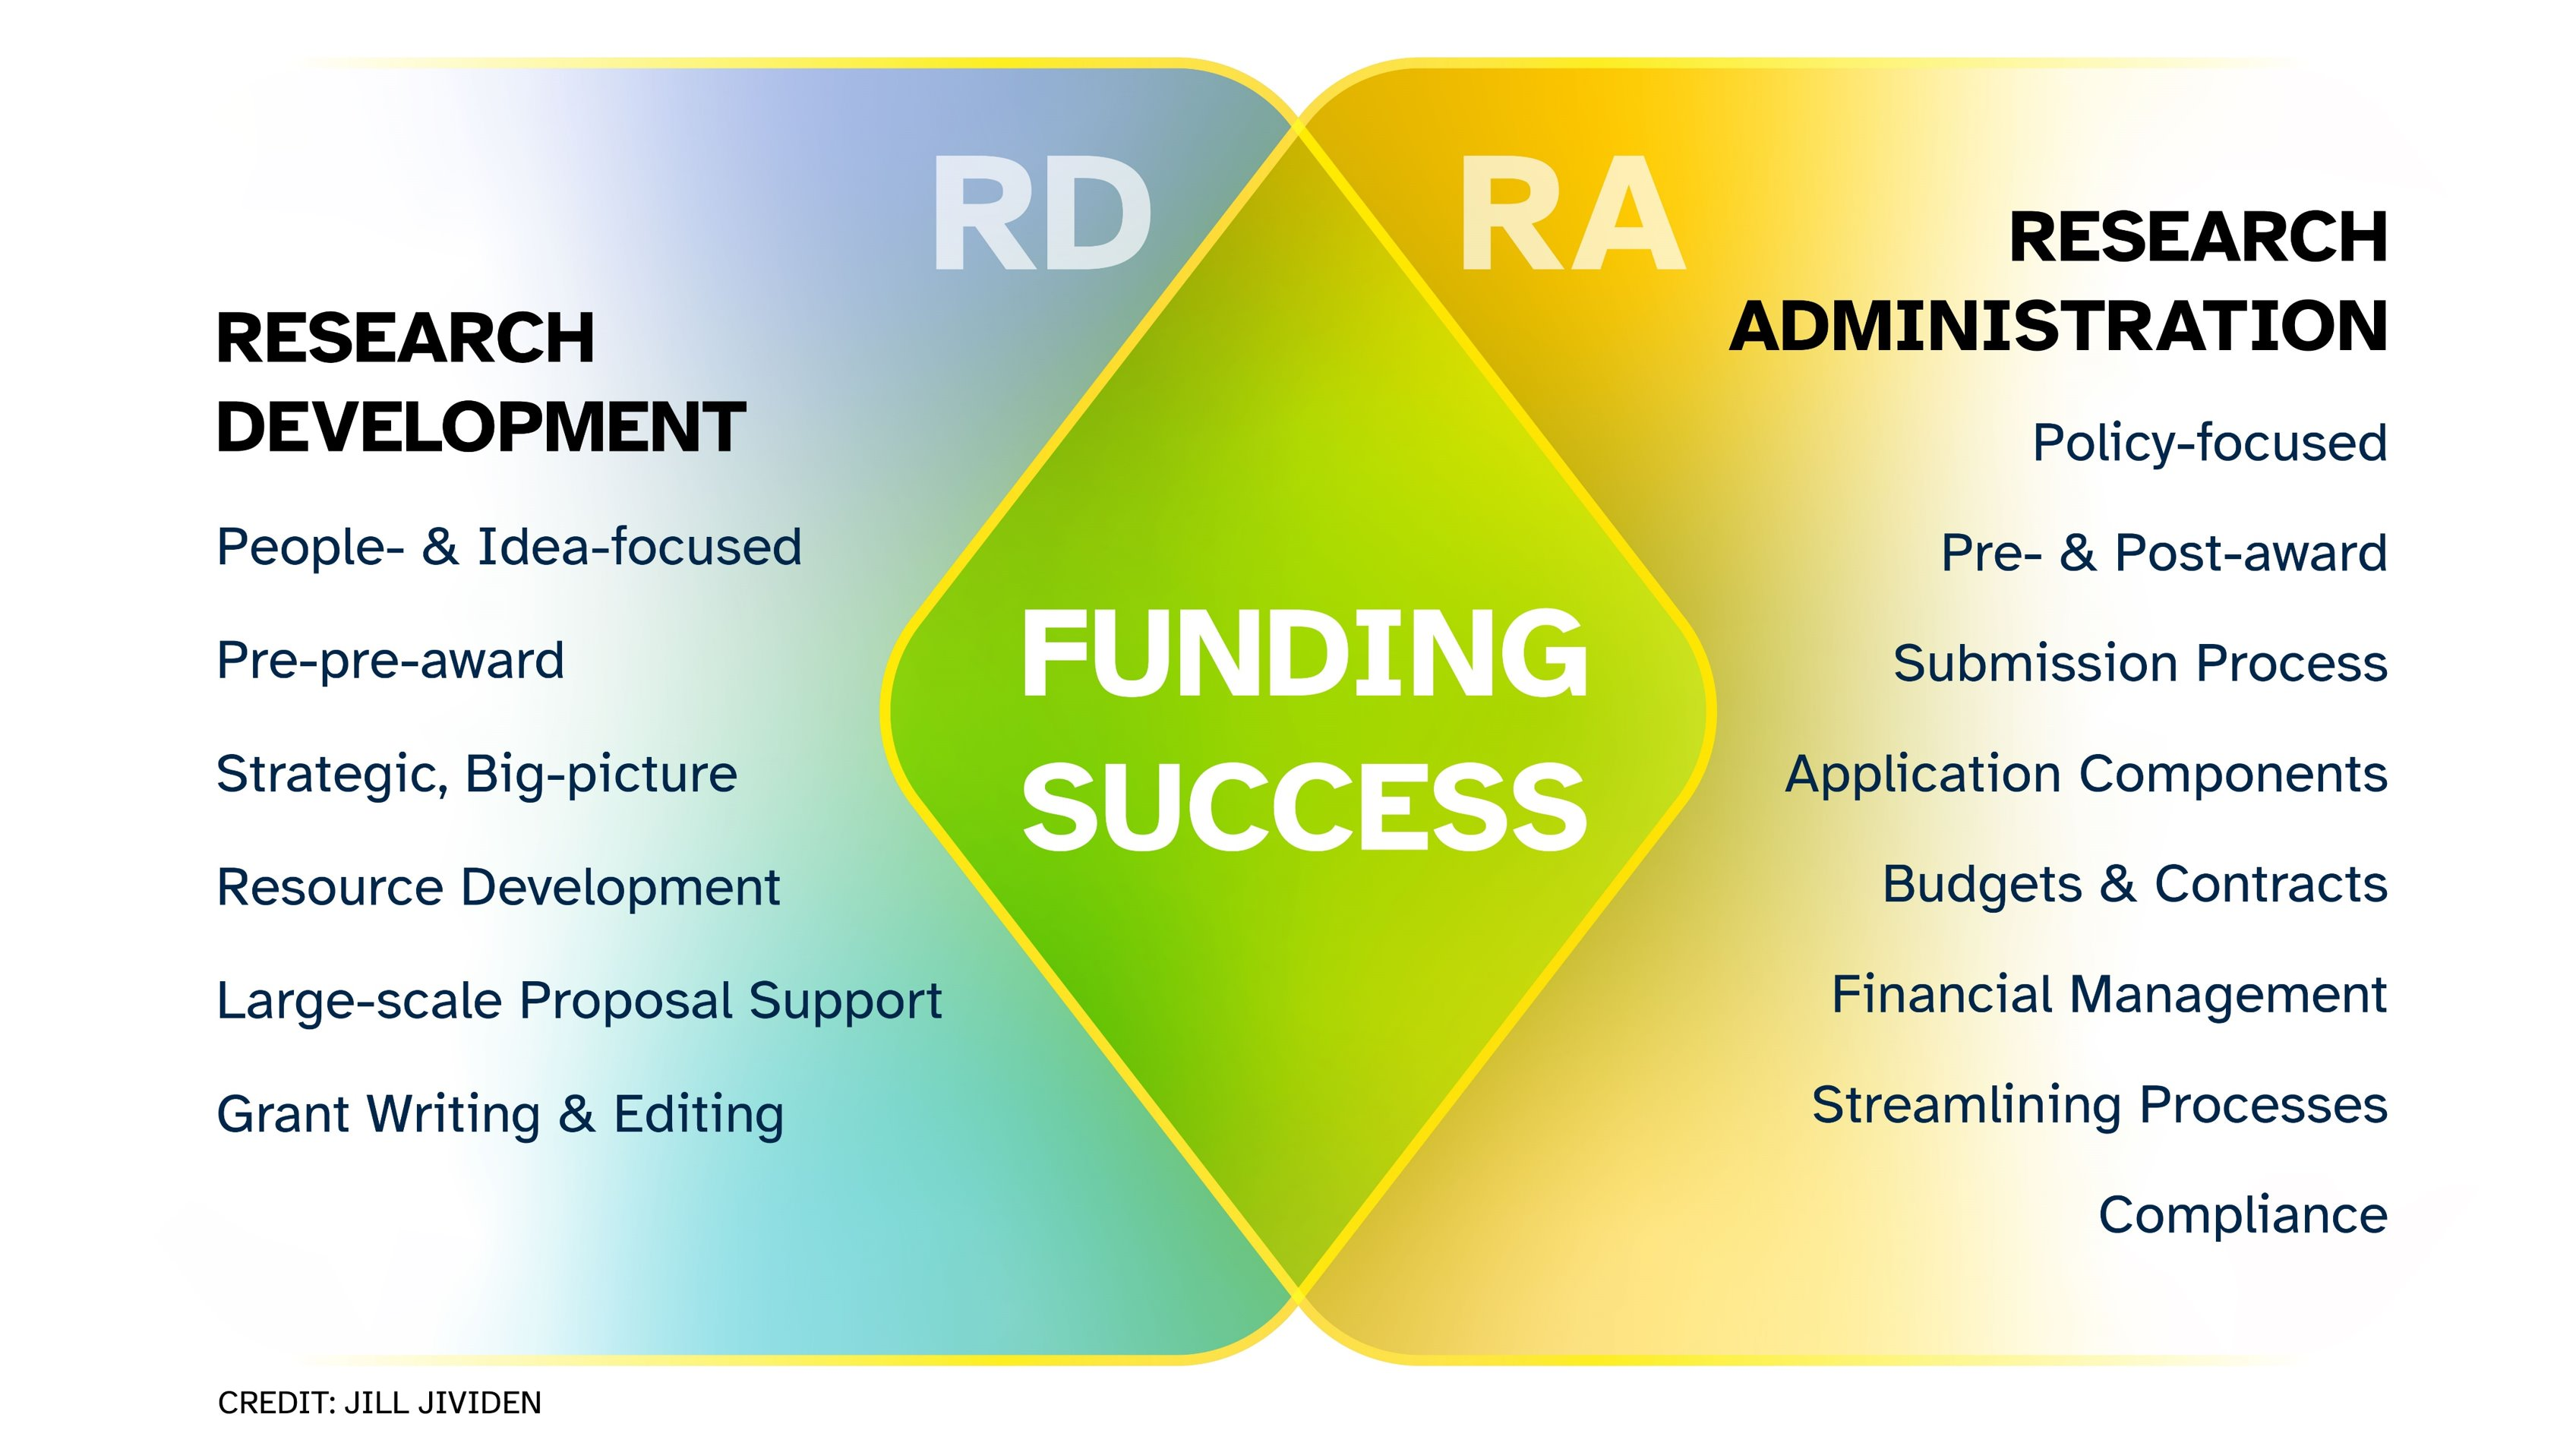 RD
RESEARCH
DEVELOPMENT
People- & Idea-focused
Pre-pre-award
Strategic, Big-picture
Resource Development
Large-scale Proposal Support
Grant Writing & Editing
FUNDING
SUCCESS
RA
RESEARCH
ADMINISTRATION
Policy-focused
Pre- & Post-award
Submission Process
Application Components
Budgets & Contracts
Financial Management
Streamlining Processes
Compliance
CREDIT: JILL JIVIDEN